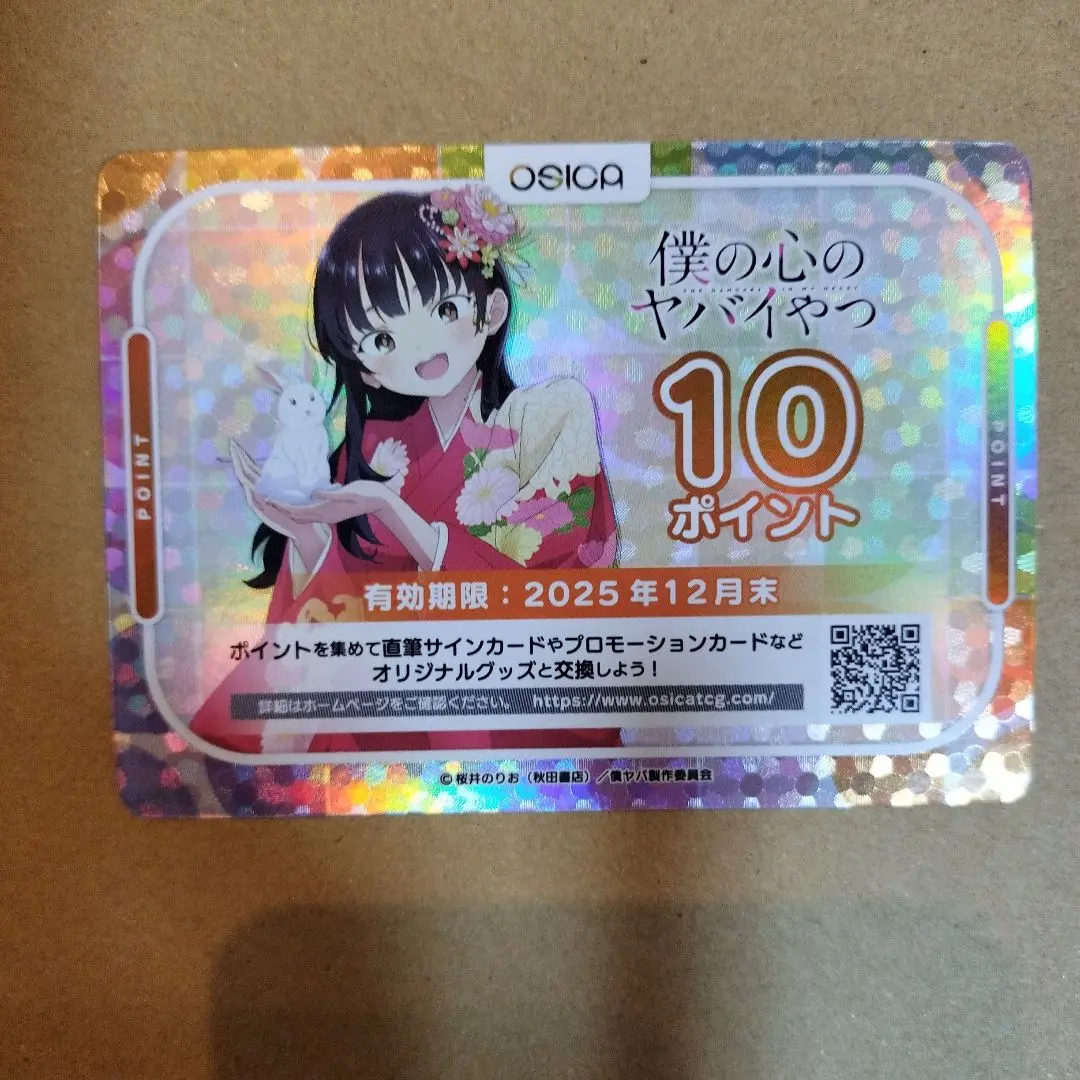 OSICA
僕の心の
ヤバイやつ
10
ポイント
POINT
POINT
有効期限：2025年12月末
ポイントを集めて直筆サインカードやプロモーションカードなど
オリジナルグッズと交換しよう！
詳細はホームページをご確認ください。 https://www.osicatcg.com/
©桜井のりお（秋田書店）／僕ヤバ製作委員会